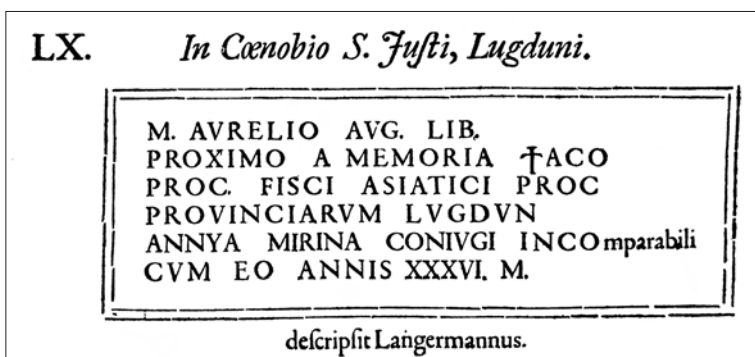 LX. In Cœnobio S. Juſti, Lugduni.
M. AVRELIO AVG. LIB.
PROXIMO A MEMORIA ϯACO
PROC. FISCI ASIATICI PROC
PROVINCIARVM LVGDVN
ANNYA MIRINA CONIVGI INCOmparabili
CVM EO ANNIS XXXVI. M.
deſcripſit Langermannus.